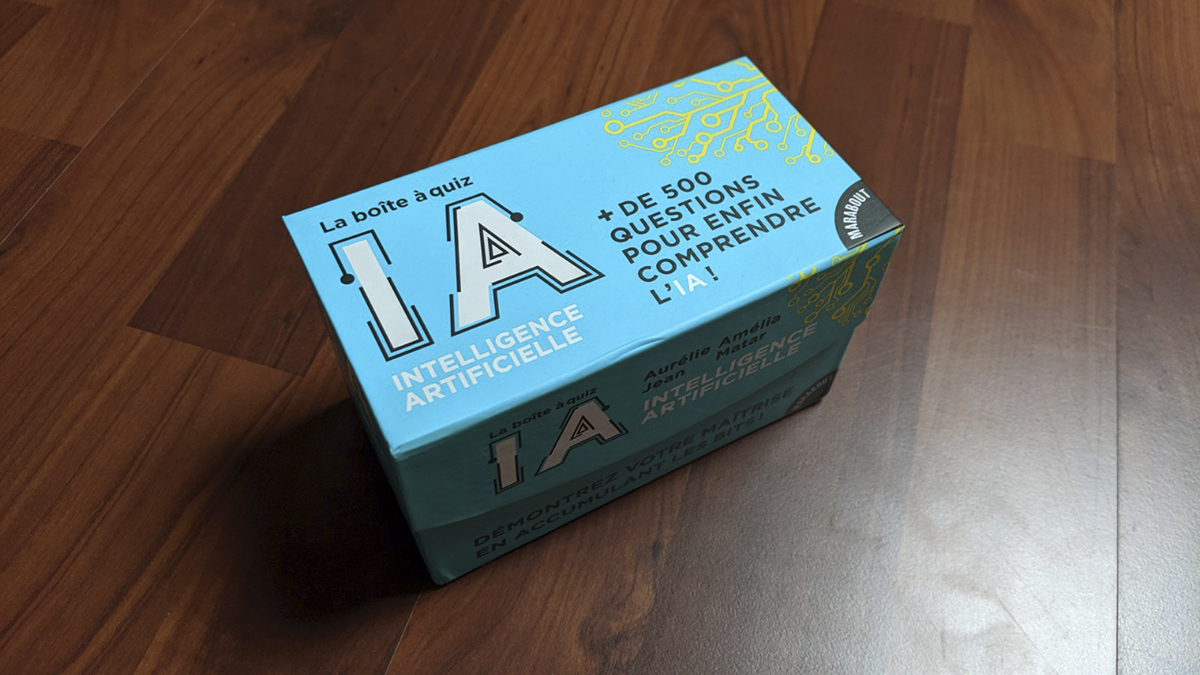 La boîte à quiz
IA
INTELLIGENCE
ARTIFICIELLE
+ DE 500
QUESTIONS
POUR ENFIN
COMPRENDRE
L'IA !
MARABOUT
La boîte à quiz
IA
Aurélie Amélia
Jean Matar
INTELLIGENCE
ARTIFICIELLE
DÉMONTREZ VOTRE MAÎTRISE
EN ACCUMULANT LES BITS !
MARABOUT